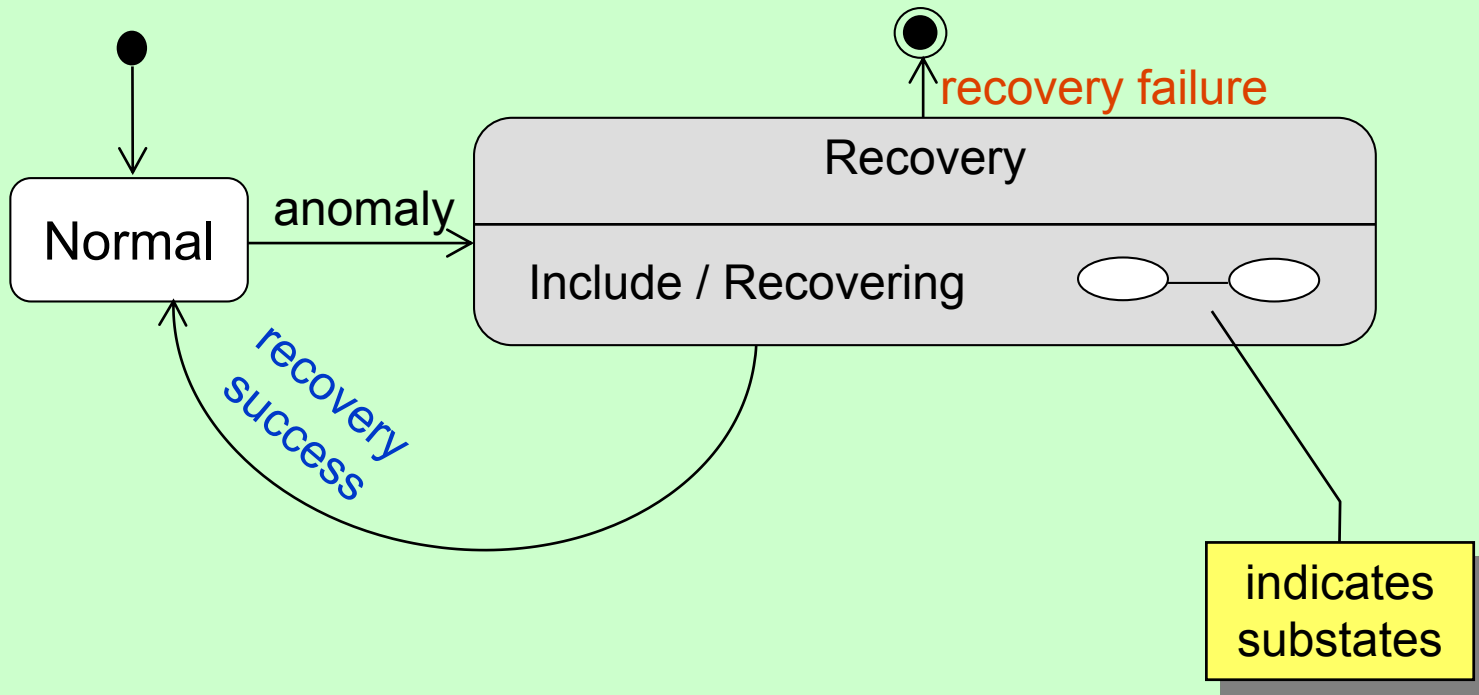 recovery failure
Recovery
anomaly
Normal
Include / Recovering
recovery
success
indicates
substates